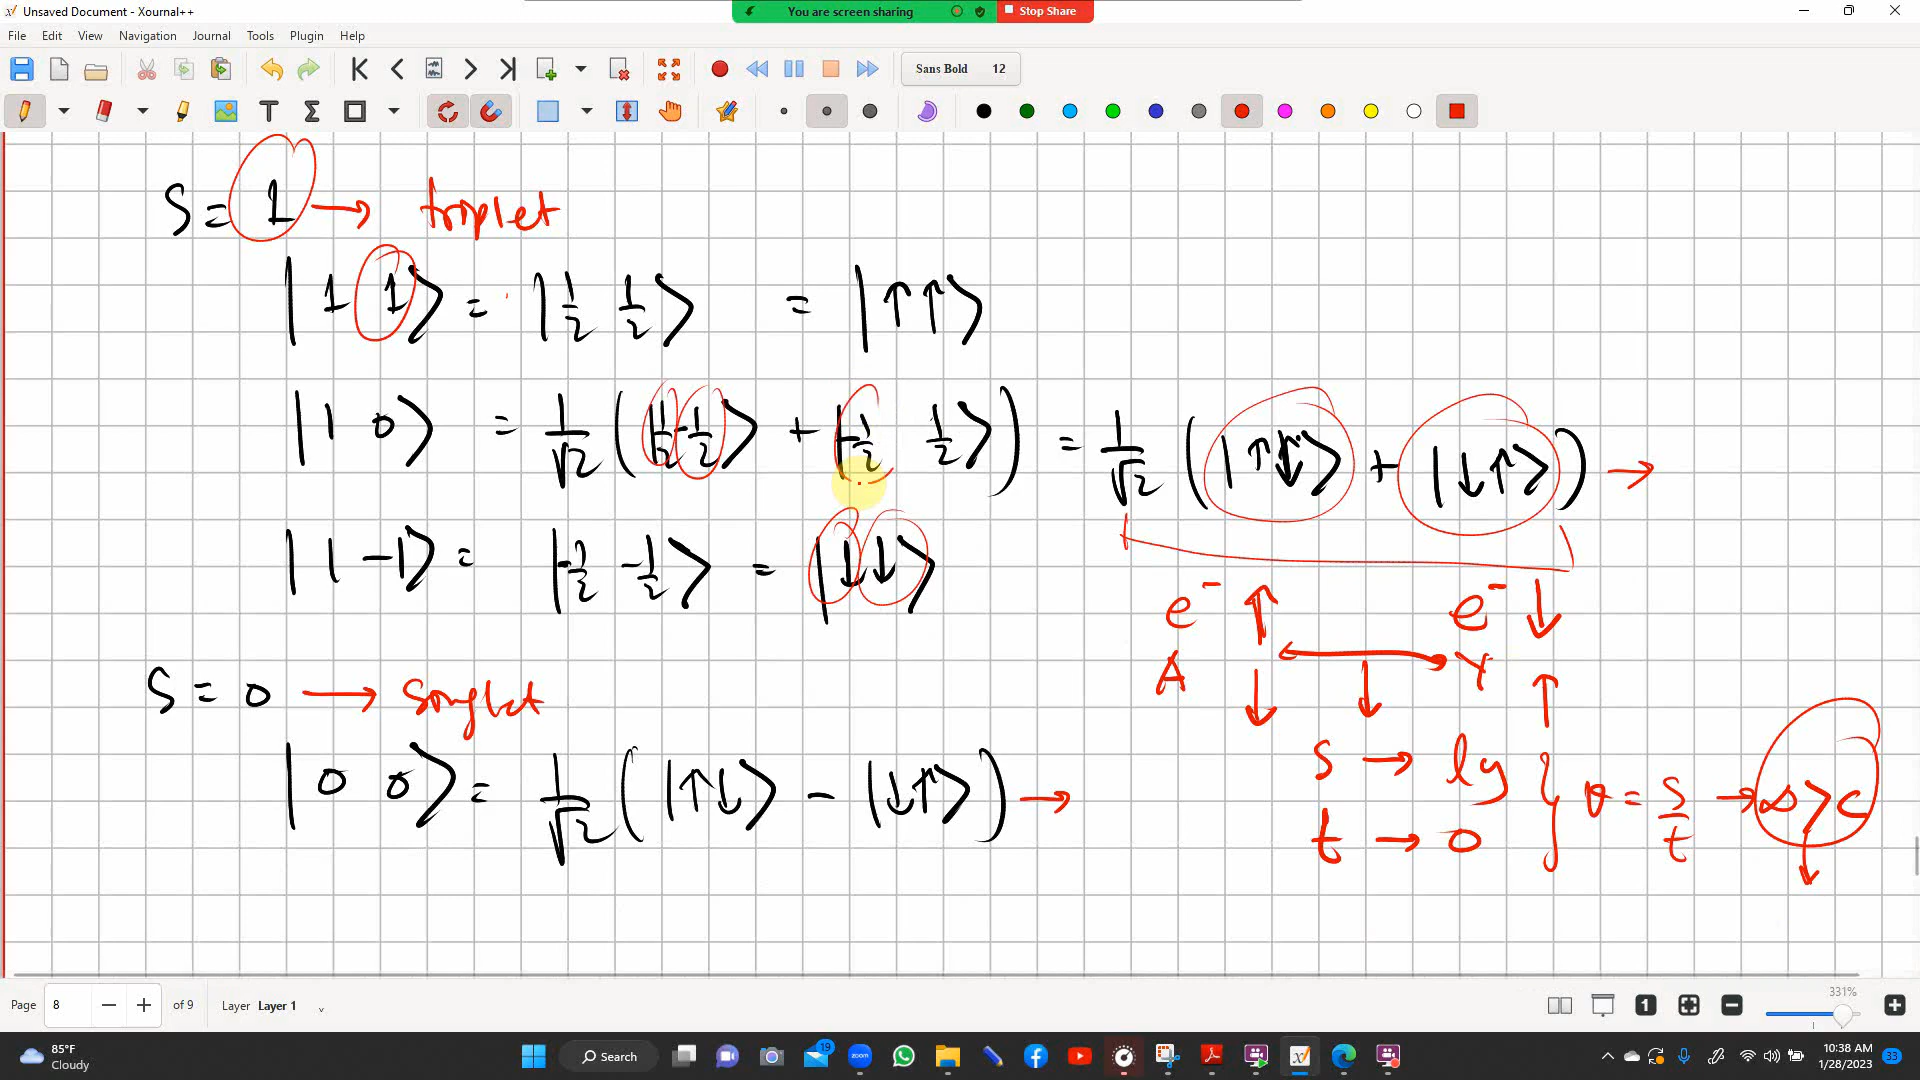 Unsaved Document - Xournal++
You are screen sharing
Stop Share
File Edit View Navigation Journal Tools Plugin Help
Sans Bold 12
S = 1 → triplet
|1 1⟩ = |½ ½⟩ = |↑↑⟩
|1 0⟩ = 1/√2 (|½ -½⟩ + |-½ ½⟩) = 1/√2 (|↑↓⟩ + |↓↑⟩) →
|1 -1⟩ = |-½ -½⟩ = |↓↓⟩
e⁻ ↑ e⁻ ↓
A ↓ ↔ ↓ Y ↑
S = 0 → singlet
|0 0⟩ = 1/√2 (|↑↓⟩ - |↓↑⟩) →
s → ly
t → 0
v = s/t → ∞ > c
Page 8 of 9 Layer Layer 1
331%
85°F
Cloudy
Search
19
zoom
10:38 AM
1/28/2023
33